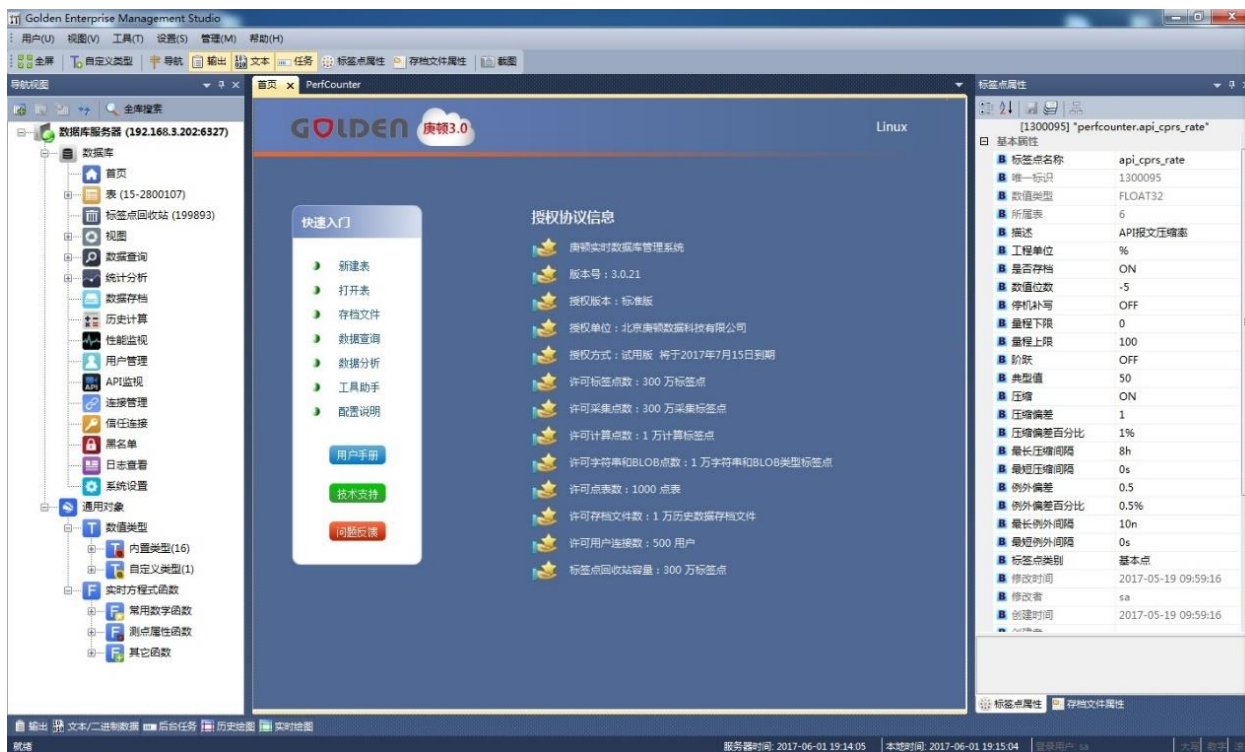 Golden Enterprise Management Studio
用户(U) 视图(V) 工具(T) 设置(S) 管理(M) 帮助(H)
全屏 自定义类型 导航 输出 文本 任务 标签点属性 存档文件属性 截图
导航视图
全库搜索
数据库服务器 (192.168.3.202:6327)
数据库
首页
表 (15-2800107)
标签点回收站 (199893)
视图
数据查询
统计分析
数据存档
历史计算
性能监视
用户管理
API监视
连接管理
信任连接
黑名单
日志查看
系统设置
通用对象
数值类型
内置类型(16)
自定义类型(1)
实时方程式函数
常用数学函数
测点属性函数
其它函数
首页 PerfCounter
GOLDEN 庚顿3.0 Linux
快速入门
新建表
打开表
存档文件
数据查询
数据分析
工具助手
配置说明
用户手册
技术支持
问题反馈
授权协议信息
庚顿实时数据库管理系统
版本号：3.0.21
授权版本：标准版
授权单位：北京庚顿数据科技有限公司
授权方式：试用版 将于2017年7月15日到期
许可标签点数：300 万标签点
许可采集点数：300 万采集标签点
许可计算点数：1 万计算标签点
许可字符串和BLOB点数：1 万字符串和BLOB类型标签点
许可点表数：1000 点表
许可存档文件数：1 万历史数据存档文件
许可用户连接数：500 用户
标签点回收站容量：300 万标签点
标签点属性
[1300095] "perfcounter.api_cprs_rate"
基本属性
标签点名称 api_cprs_rate
唯一标识 1300095
数值类型 FLOAT32
所属表 6
描述 API报文压缩率
工程单位 %
是否存档 ON
数值位数 -5
停机补写 OFF
量程下限 0
量程上限 100
阶跃 OFF
典型值 50
压缩 ON
压缩偏差 1
压缩偏差百分比 1%
最长压缩间隔 8h
最短压缩间隔 0s
例外偏差 0.5
例外偏差百分比 0.5%
最长例外间隔 10n
最短例外间隔 0s
标签点类别 基本点
修改时间 2017-05-19 09:59:16
修改者 sa
创建时间 2017-05-19 09:59:16
标签点属性 存档文件属性
输出 文本/二进制数据 后台任务 历史绘图 实时绘图
就绪 服务器时间: 2017-06-01 19:14:05 本地时间: 2017-06-01 19:15:04 登录用户: sa 大写 数字